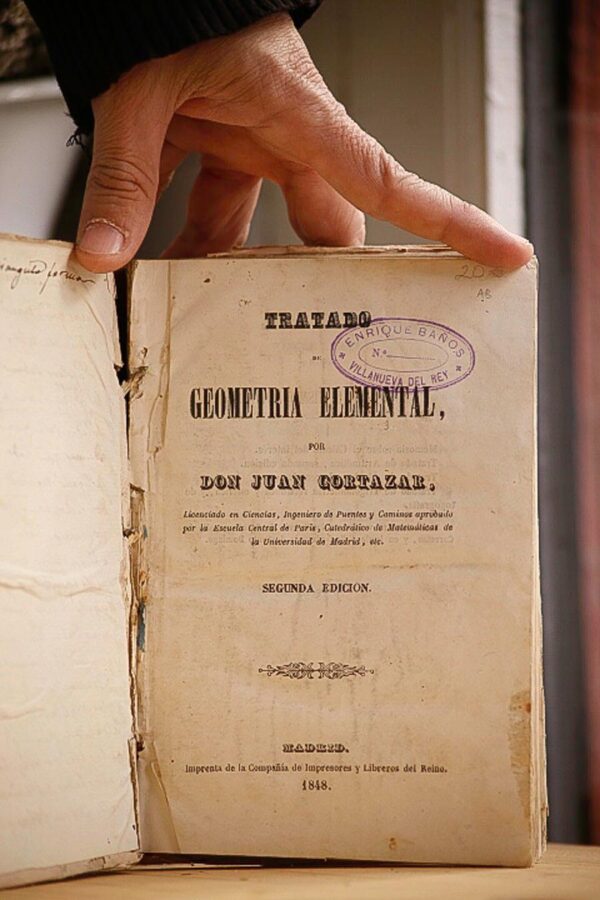 TRATADO
DE
GEOMETRIA ELEMENTAL,
POR
DON JUAN CORTAZAR,
Licenciado en Ciencias, Ingeniero de Puentes y Caminos aprobado
por la Escuela Central de Paris, Catedrático de Matemáticas de
la Universidad de Madrid, etc.
SEGUNDA EDICION.
MADRID.
Imprenta de la Compañía de Impresores y Libreros del Reino.
1848.
ENRIQUE BAÑOS
N.º
VILLANUEVA DEL REY
AB